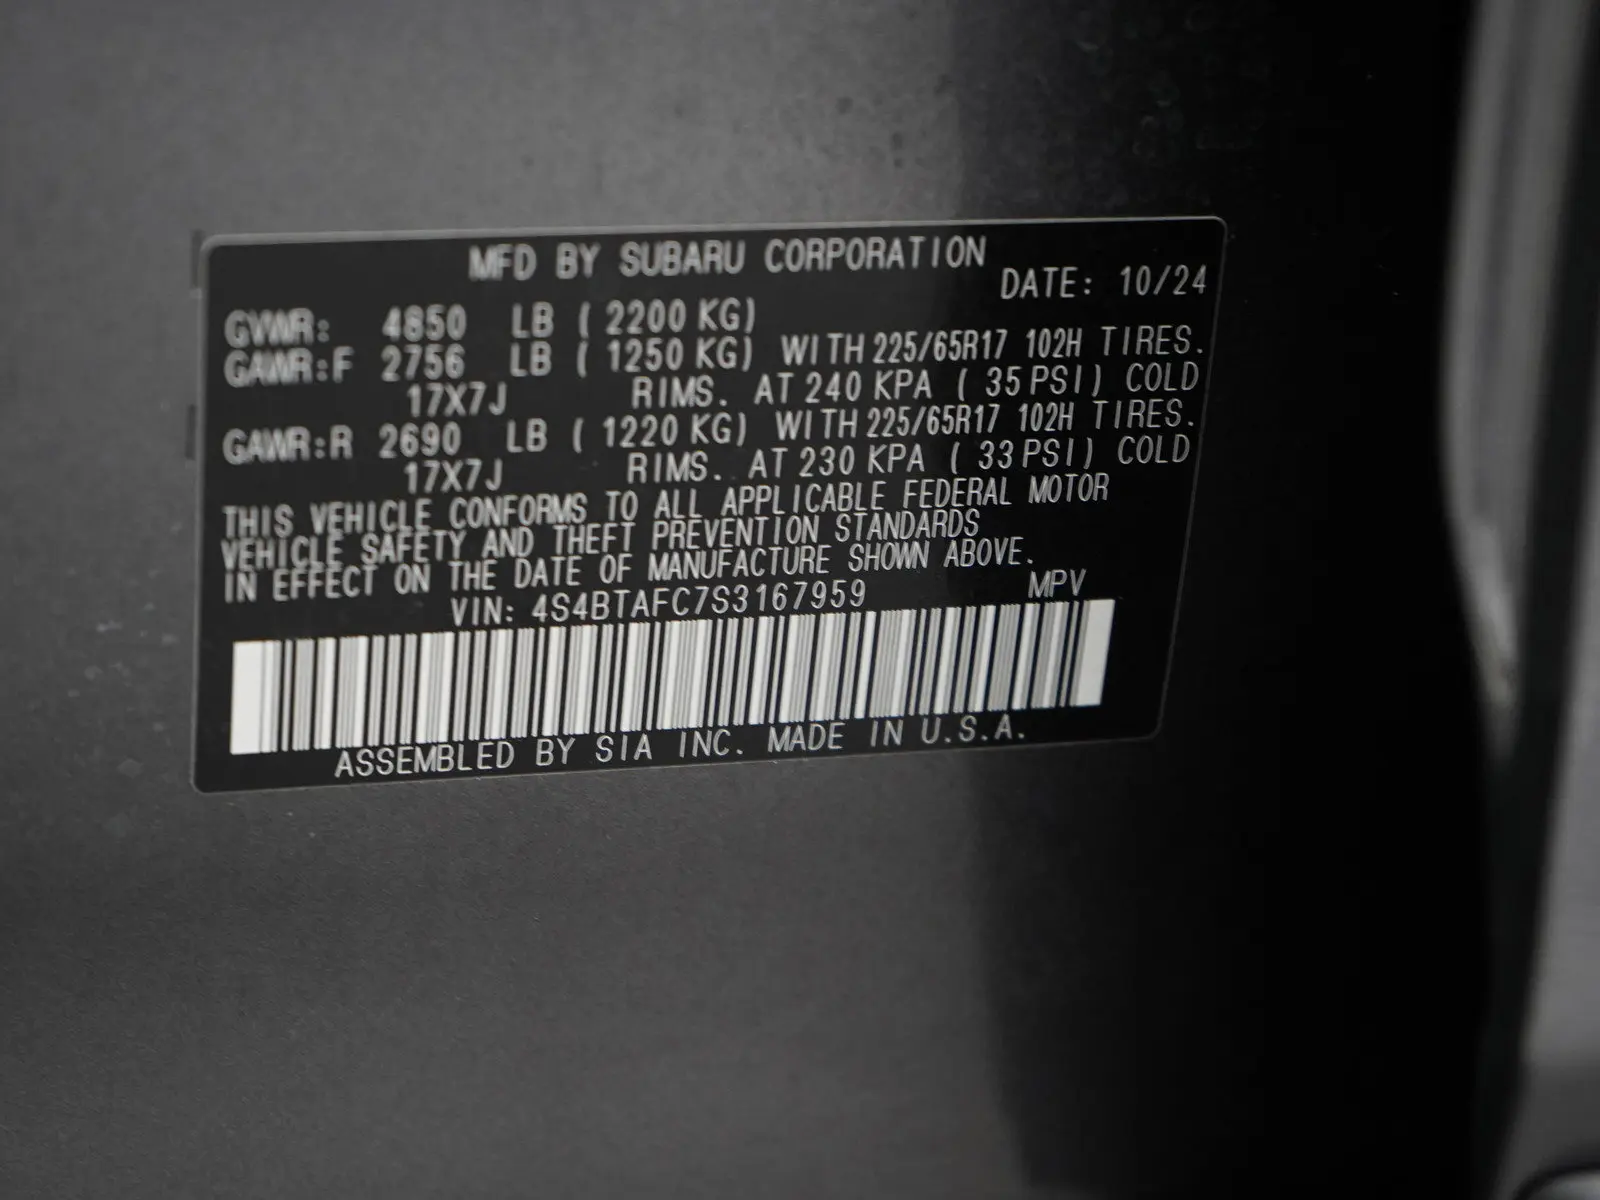 MFD BY SUBARU CORPORATION
DATE: 10/24
GVWR: 4850 LB ( 2200 KG)
GAWR:F 2756 LB ( 1250 KG) WITH 225/65R17 102H TIRES.
17X7J RIMS. AT 240 KPA ( 35 PSI) COLD
GAWR:R 2690 LB ( 1220 KG) WITH 225/65R17 102H TIRES.
17X7J RIMS. AT 230 KPA ( 33 PSI) COLD
THIS VEHICLE CONFORMS TO ALL APPLICABLE FEDERAL MOTOR
VEHICLE SAFETY AND THEFT PREVENTION STANDARDS
IN EFFECT ON THE DATE OF MANUFACTURE SHOWN ABOVE.
VIN: 4S4BTAFC7S3167959 MPV
ASSEMBLED BY SIA INC. MADE IN U.S.A.